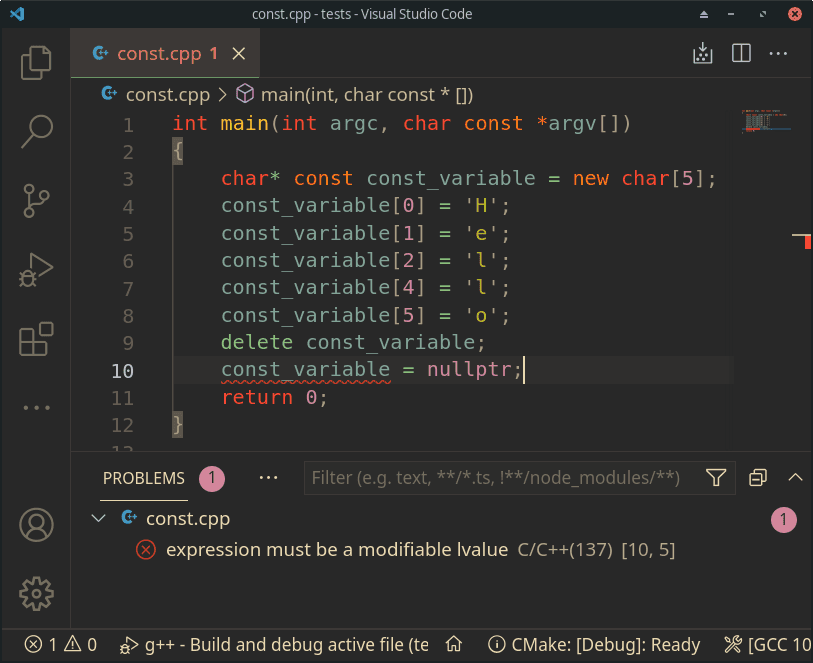 const.cpp - tests - Visual Studio Code
const.cpp 1
const.cpp > main(int, char const * [])
1 int main(int argc, char const *argv[])
2 {
3 char* const const_variable = new char[5];
4 const_variable[0] = 'H';
5 const_variable[1] = 'e';
6 const_variable[2] = 'l';
7 const_variable[4] = 'l';
8 const_variable[5] = 'o';
9 delete const_variable;
10 const_variable = nullptr;
11 return 0;
12 }
13
PROBLEMS 1 ... Filter (e.g. text, **/*.ts, !**/node_modules/**)
const.cpp 1
expression must be a modifiable lvalue C/C++(137) [10, 5]
1 0 g++ - Build and debug active file (te CMake: [Debug]: Ready [GCC 10